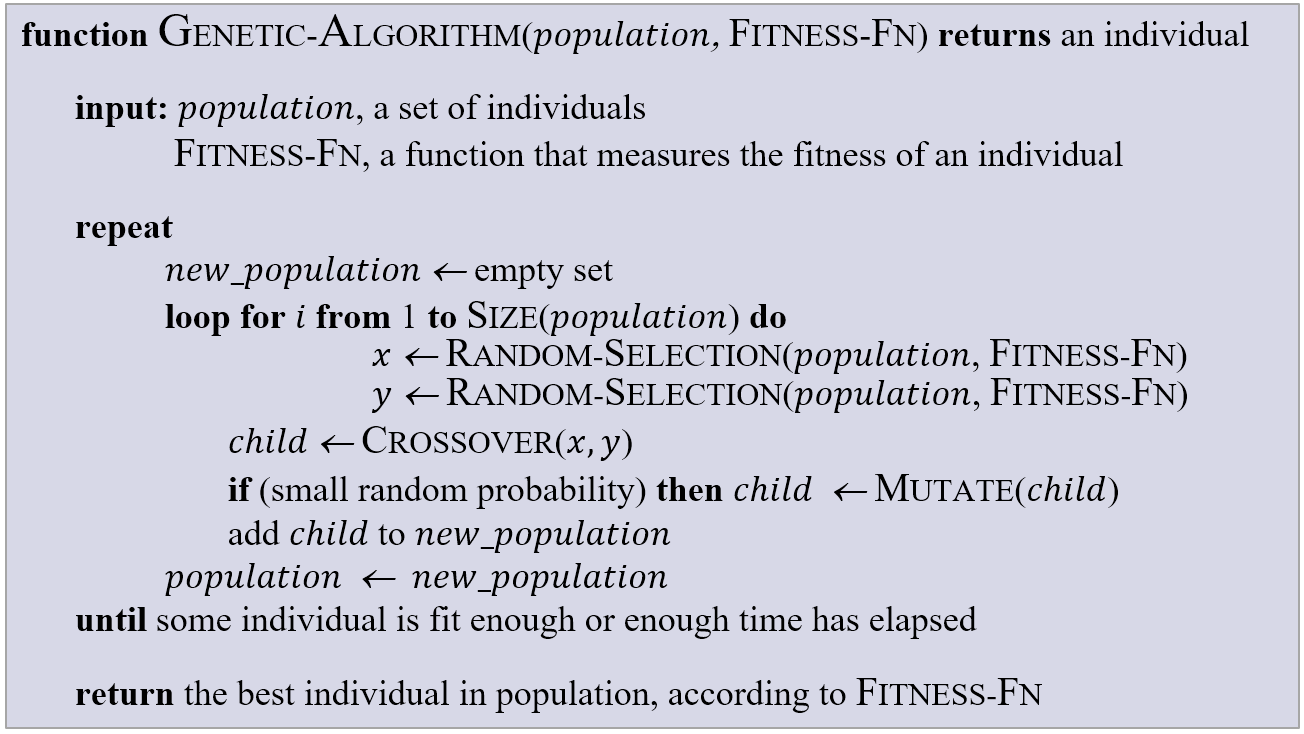 function GENETIC-ALGORITHM(population, FITNESS-FN) returns an individual
input: population, a set of individuals
FITNESS-FN, a function that measures the fitness of an individual
repeat
new_population ← empty set
loop for i from 1 to SIZE(population) do
x ← RANDOM-SELECTION(population, FITNESS-FN)
y ← RANDOM-SELECTION(population, FITNESS-FN)
child ← CROSSOVER(x, y)
if (small random probability) then child ← MUTATE(child)
add child to new_population
population ← new_population
until some individual is fit enough or enough time has elapsed
return the best individual in population, according to FITNESS-FN